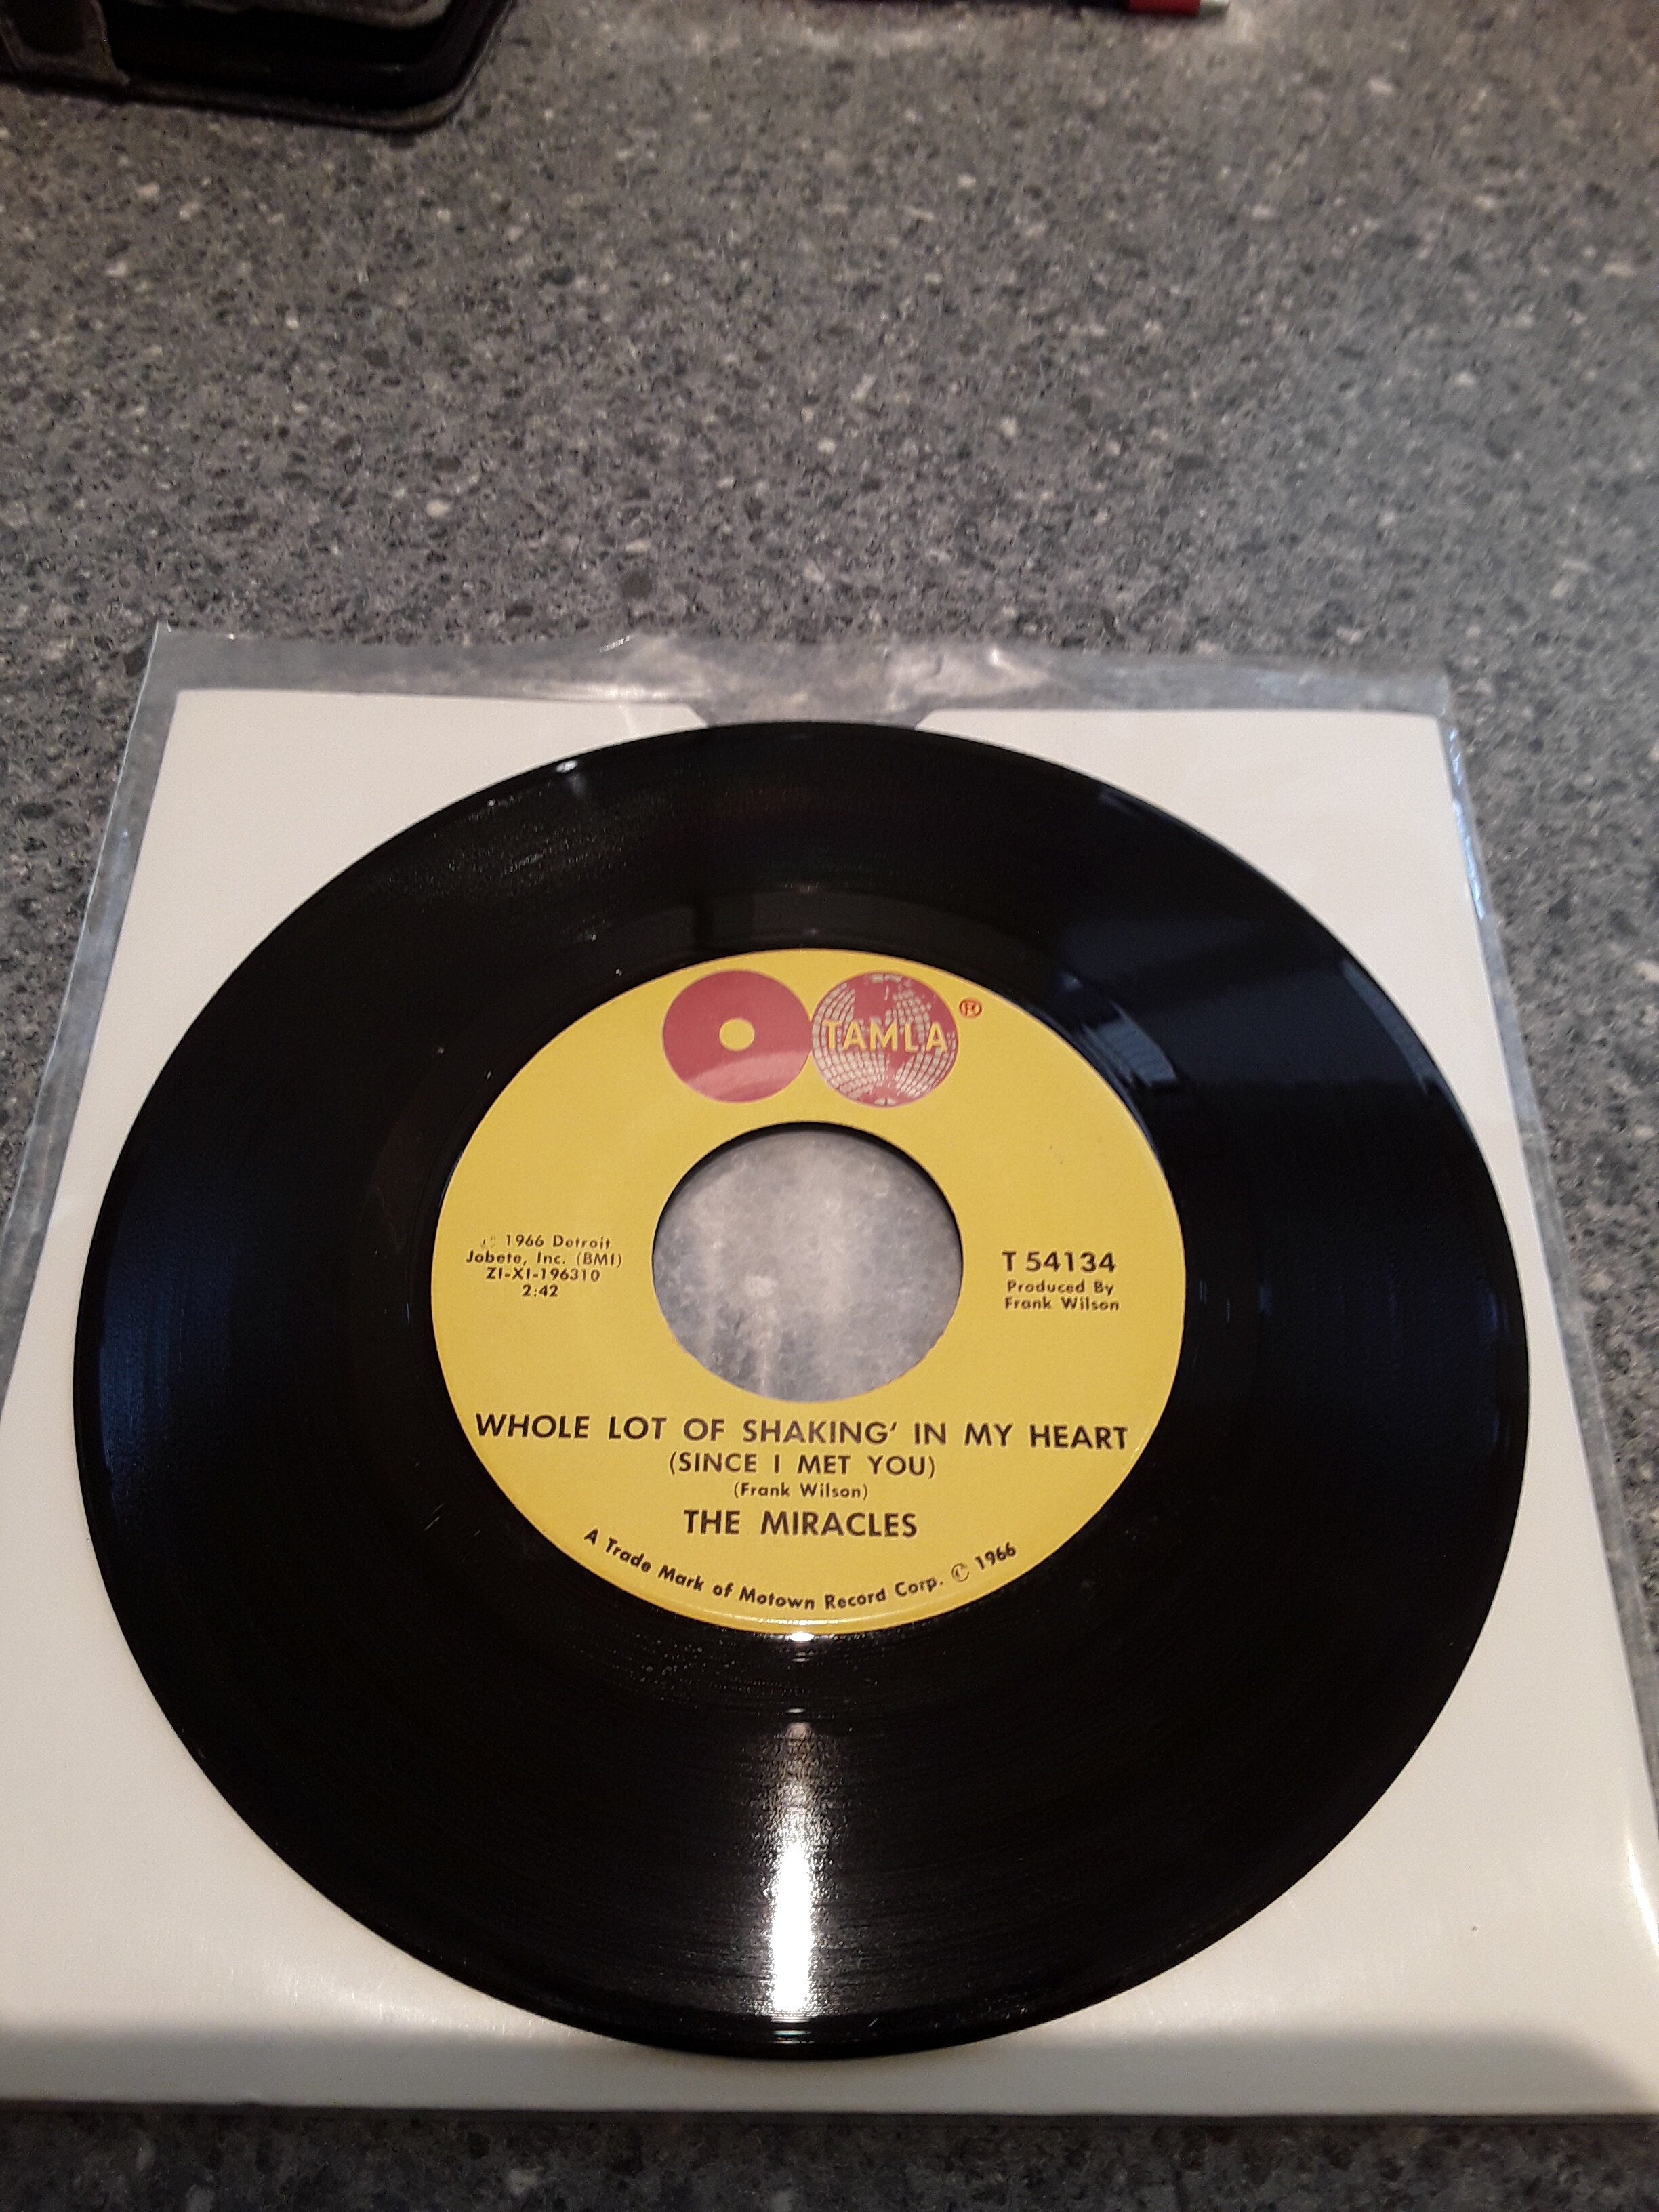 TAMLA ®
℗ 1966 Detroit
Jobete, Inc. (BMI)
ZI-XI-196310
2:42
T 54134
Produced By
Frank Wilson
WHOLE LOT OF SHAKING' IN MY HEART
(SINCE I MET YOU)
(Frank Wilson)
THE MIRACLES
A Trade Mark of Motown Record Corp. © 1966